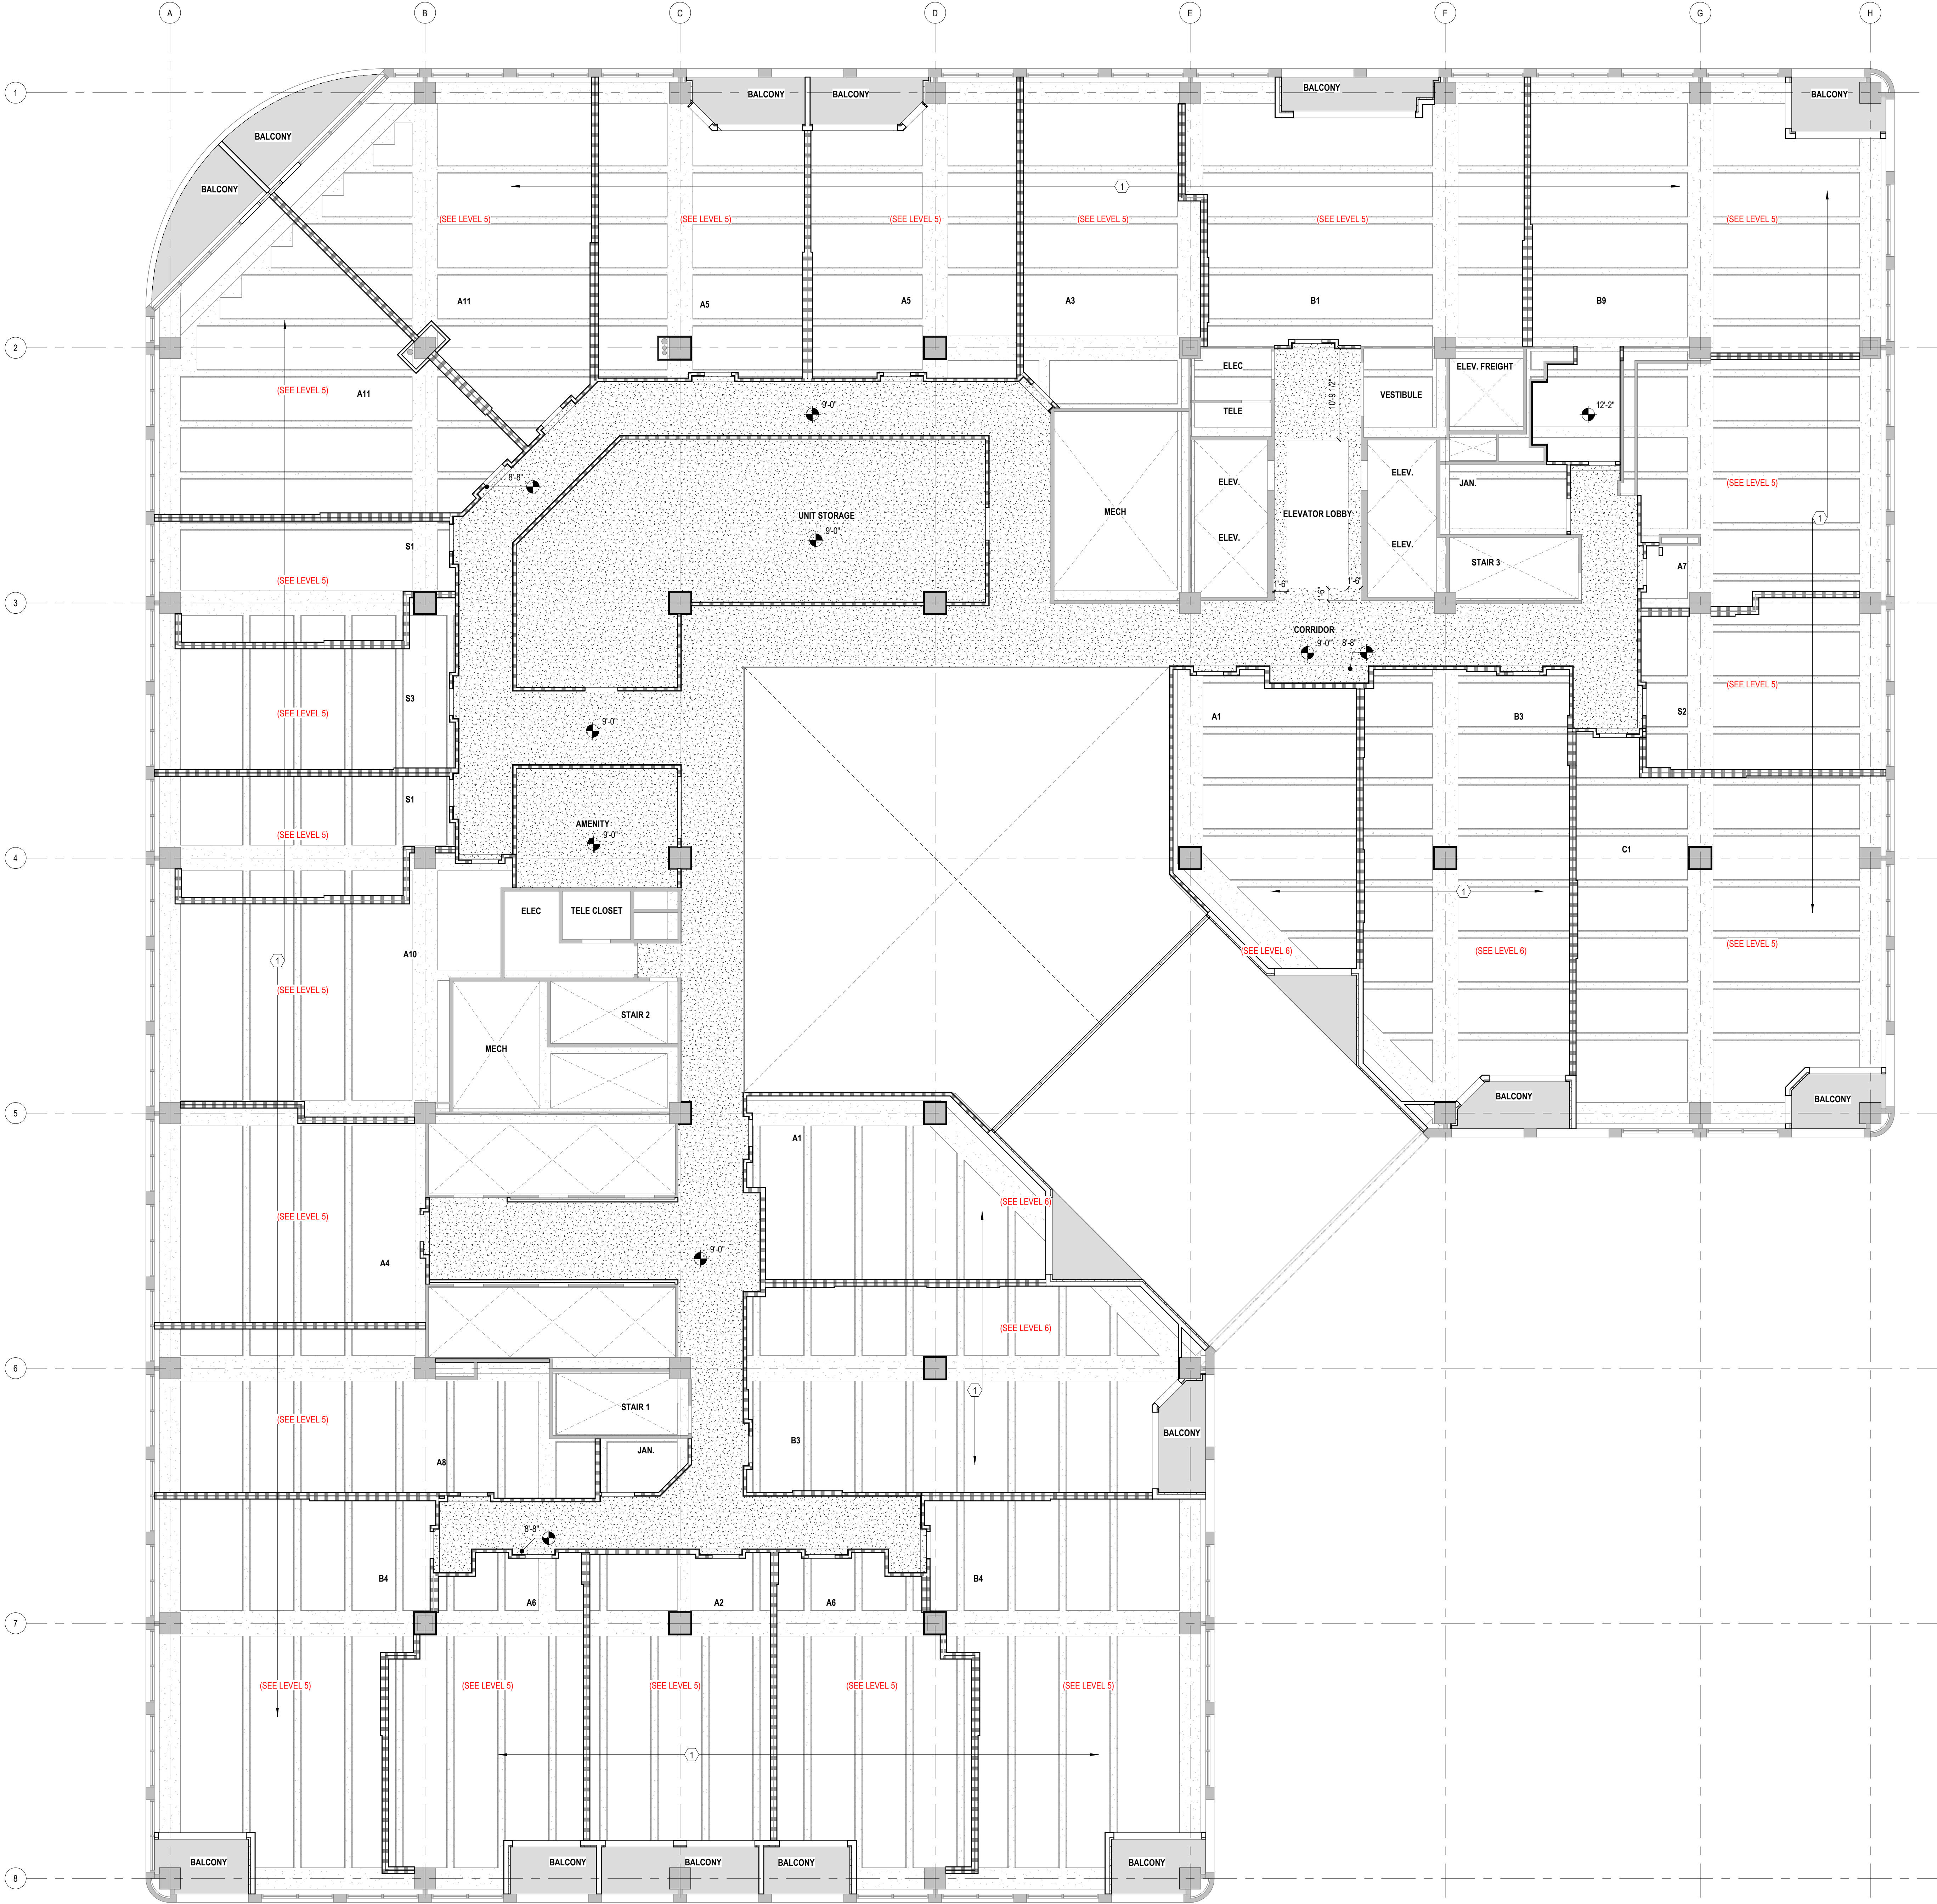 A B C D E F G H
1
BALCONY BALCONY BALCONY BALCONY
BALCONY
BALCONY
1
(SEE LEVEL 5) (SEE LEVEL 5) (SEE LEVEL 5) (SEE LEVEL 5) (SEE LEVEL 5) (SEE LEVEL 5)
A11 A5 A5 A3 B1 B9
2
ELEC ELEV. FREIGHT
(SEE LEVEL 5) A11 VESTIBULE
10'-9 1/2"
TELE
9'-0" 12'-2"
8'-8"
ELEV. ELEV. JAN. (SEE LEVEL 5)
MECH
UNIT STORAGE ELEVATOR LOBBY
1
9'-0"
ELEV. ELEV.
S1
STAIR 3 A7
(SEE LEVEL 5)
1'-6" 1'-6"
1'-6"
3
CORRIDOR
9'-0" 8'-8"
S3
(SEE LEVEL 5) (SEE LEVEL 5)
A1 B3 S2
9'-0"
S1
AMENITY
9'-0"
(SEE LEVEL 5)
C1
4
1
ELEC TELE CLOSET
A10 (SEE LEVEL 6) (SEE LEVEL 6) (SEE LEVEL 5)
1
(SEE LEVEL 5)
STAIR 2
MECH
BALCONY BALCONY
5
A1
(SEE LEVEL 6)
(SEE LEVEL 5)
9'-0"
A4
(SEE LEVEL 6)
6
1
STAIR 1
(SEE LEVEL 5)
BALCONY
B3
JAN.
A8
8'-8"
B4 B4
A6 A2 A6
7
(SEE LEVEL 5) (SEE LEVEL 5) (SEE LEVEL 5) (SEE LEVEL 5) (SEE LEVEL 5)
1
BALCONY BALCONY BALCONY BALCONY BALCONY
8